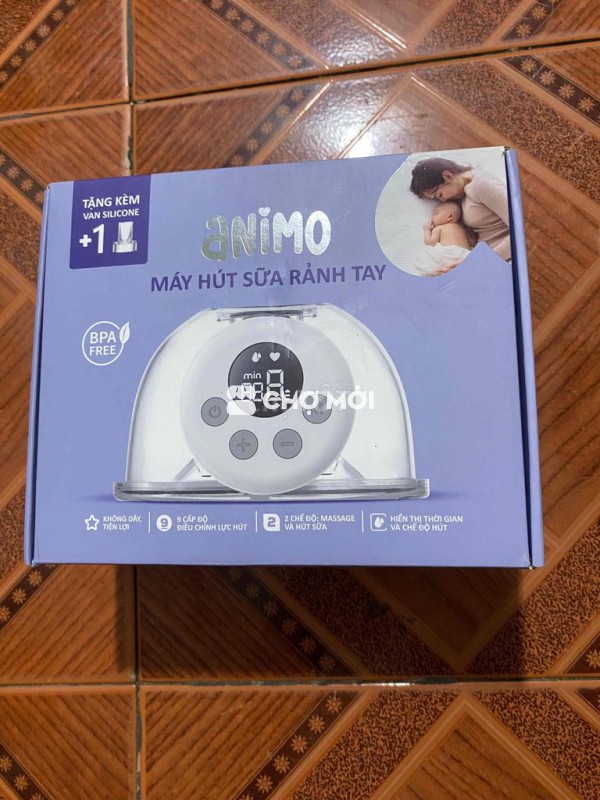 TẶNG KÈM
VAN SILICONE
+1
aNIMO
MÁY HÚT SỮA RẢNH TAY
BPA
FREE
min
CHỢ MỚI
KHÔNG DÂY,
TIỆN LỢI
9
9 CẤP ĐỘ
ĐIỀU CHỈNH LỰC HÚT
2
2 CHẾ ĐỘ: MASSAGE
VÀ HÚT SỮA
HIỂN THỊ THỜI GIAN
VÀ CHẾ ĐỘ HÚT